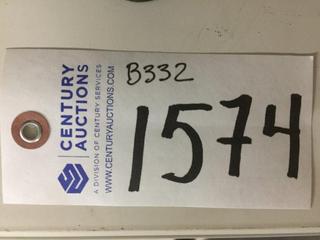 CENTURY
AUCTIONS
A DIVISION OF CENTURY SERVICES
WWW.CENTURYAUCTIONS.COM
B332
1574